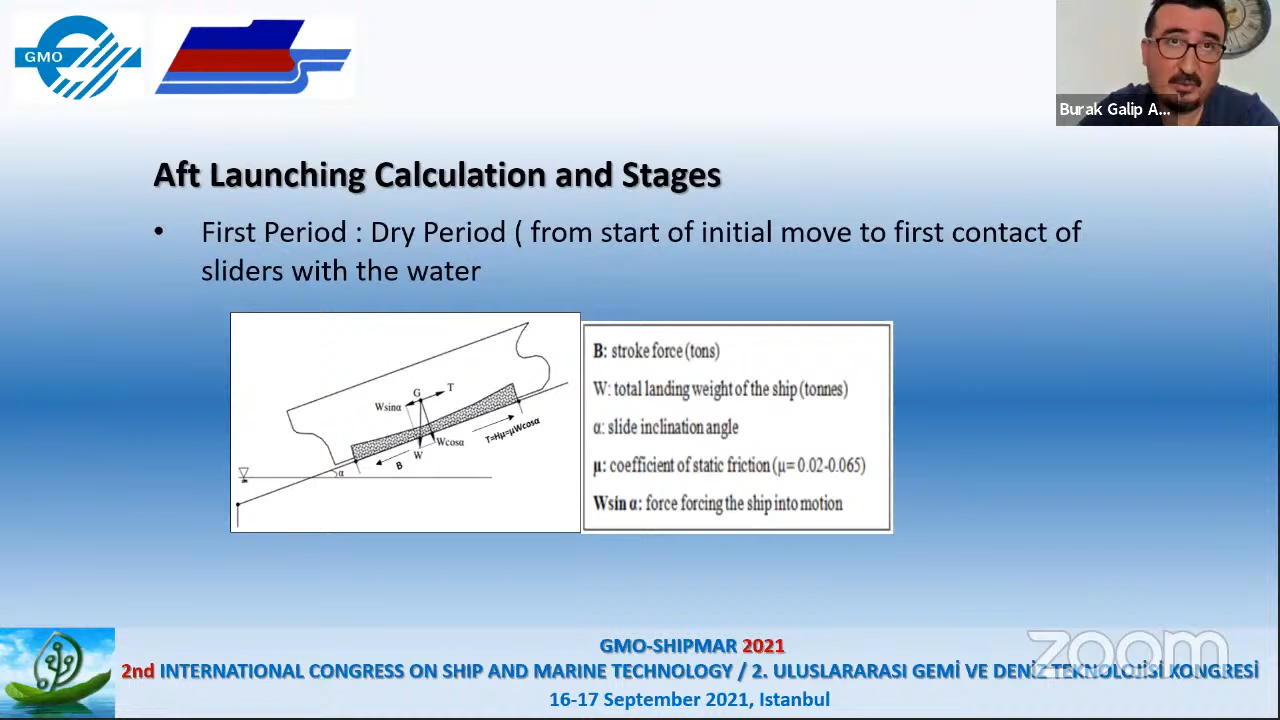 GMO
Burak Galip A...
Aft Launching Calculation and Stages
• First Period : Dry Period ( from start of initial move to first contact of
sliders with the water
G
T
Wsinα
Wcosα
T=Hμ=μWcosα
W
B
α
B: stroke force (tons)
W: total landing weight of the ship (tonnes)
α: slide inclination angle
μ: coefficient of static friction (μ= 0.02-0.065)
Wsin α: force forcing the ship into motion
zoom
GMO-SHIPMAR 2021
2nd INTERNATIONAL CONGRESS ON SHIP AND MARINE TECHNOLOGY / 2. ULUSLARARASI GEMİ VE DENİZ TEKNOLOJİSİ KONGRESİ
16-17 September 2021, Istanbul